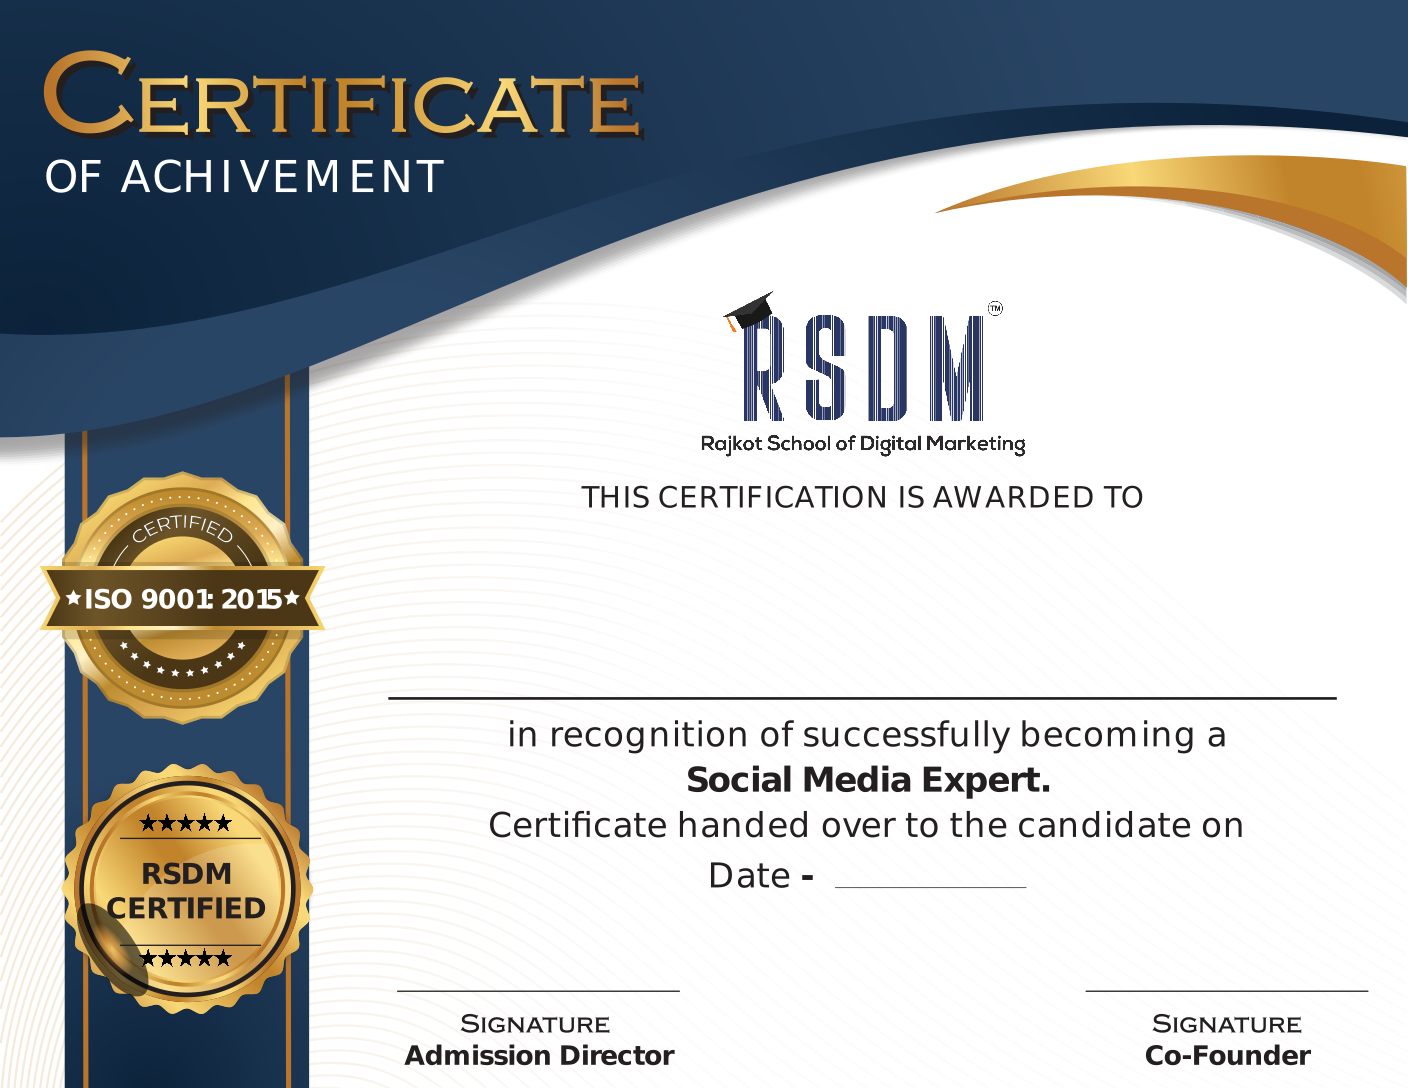 CERTIFICATE
OF ACHIVEMENT
RSDM TM
Rajkot School of Digital Marketing
THIS CERTIFICATION IS AWARDED TO
CERTIFIED
★ISO 9001: 2015★
in recognition of successfully becoming a
Social Media Expert.
Certificate handed over to the candidate on
Date -
★★★★★
RSDM
CERTIFIED
★★★★★
SIGNATURE
Admission Director
SIGNATURE
Co-Founder